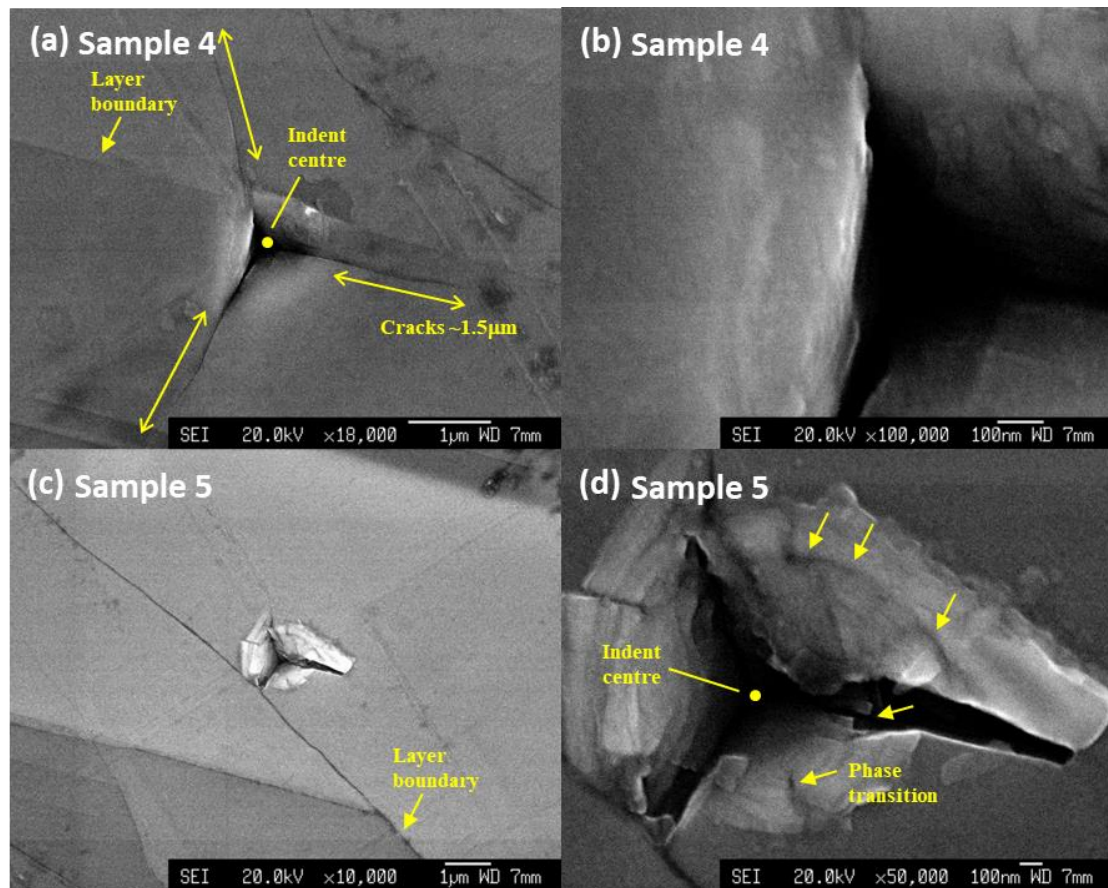 (a) Sample 4
Layer
boundary
Indent
centre
Cracks ~1.5μm
SEI 20.0kV ×18,000 1μm WD 7mm
(b) Sample 4
SEI 20.0kV ×100,000 100nm WD 7mm
(c) Sample 5
Layer
boundary
SEI 20.0kV ×10,000 1μm WD 7mm
(d) Sample 5
Indent
centre
Phase
transition
SEI 20.0kV ×50,000 100nm WD 7mm